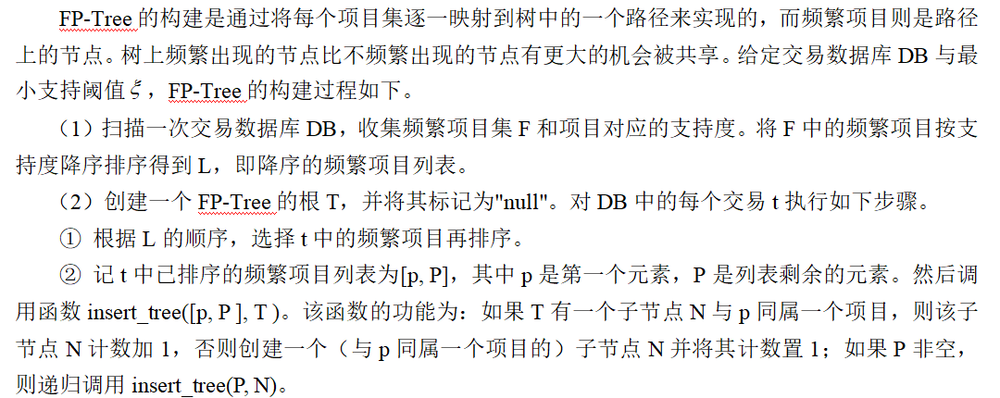 FP-Tree 的构建是通过将每个项目集逐一映射到树中的一个路径来实现的，而频繁项目则是路径
上的节点。树上频繁出现的节点比不频繁出现的节点有更大的机会被共享。给定交易数据库 DB 与最
小支持阈值ξ，FP-Tree 的构建过程如下。
（1）扫描一次交易数据库 DB，收集频繁项目集 F 和项目对应的支持度。将 F 中的频繁项目按支
持度降序排序得到 L，即降序的频繁项目列表。
（2）创建一个 FP-Tree 的根 T，并将其标记为"null"。对 DB 中的每个交易 t 执行如下步骤。
① 根据 L 的顺序，选择 t 中的频繁项目再排序。
② 记 t 中已排序的频繁项目列表为[p, P]，其中 p 是第一个元素，P 是列表剩余的元素。然后调
用函数 insert_tree([p, P ], T )。该函数的功能为：如果 T 有一个子节点 N 与 p 同属一个项目，则该子
节点 N 计数加 1，否则创建一个（与 p 同属一个项目的）子节点 N 并将其计数置 1；如果 P 非空，
则递归调用 insert_tree(P, N)。